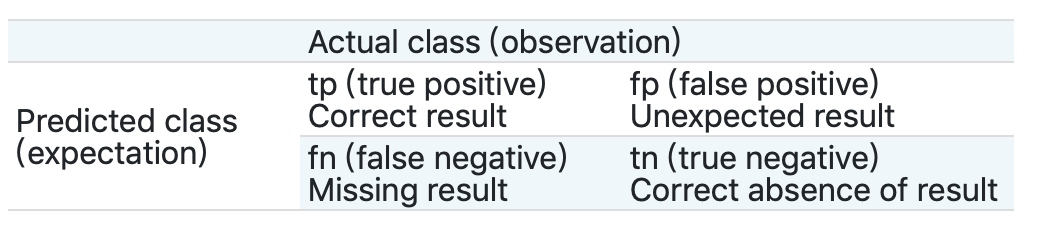 Actual class (observation)
Predicted class
(expectation)
tp (true positive)
Correct result
fp (false positive)
Unexpected result
fn (false negative)
Missing result
tn (true negative)
Correct absence of result